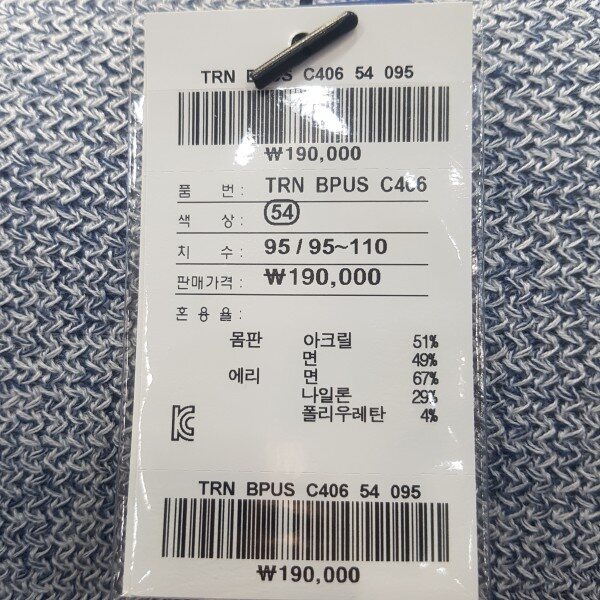 TRN BPUS C406 54 095
₩190,000
품 번 : TRN BPUS C406
색 상 : 54
치 수 : 95 / 95~110
판매가격 : ₩190,000
혼 용 율 :
몸판 아크릴 51%
면 49%
에리 면 67%
나일론 29%
폴리우레탄 4%
KC
TRN BPUS C406 54 095
₩190,000